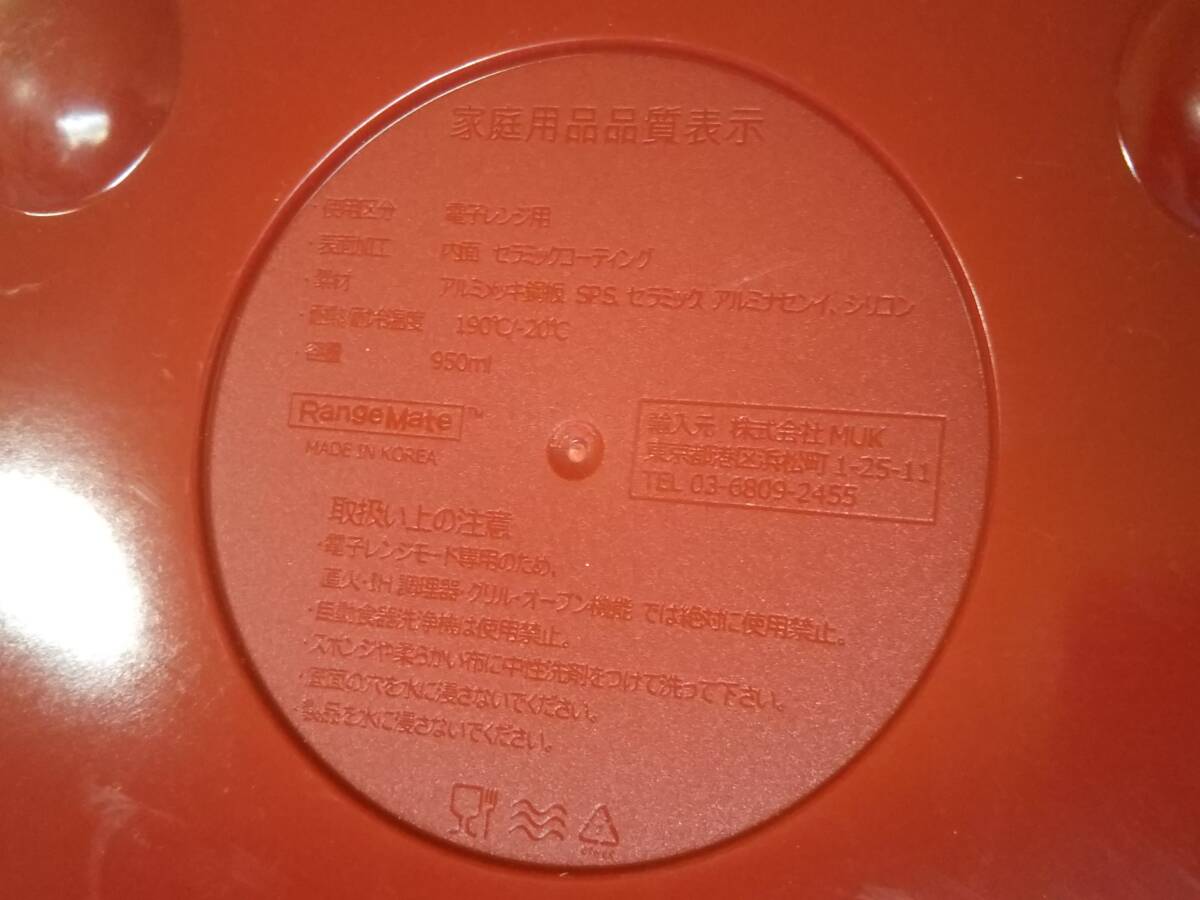 家庭用品品質表示
・使用区分 電子レンジ用
・表面加工 内面 セラミックコーティング
・素材 アルミメッキ鋼板 S.P.S. セラミックス アルミナセンイ、シリコン
・耐熱/耐冷温度 190℃/-20℃
・容量 950ml
RangeMate™
MADE IN KOREA
輸入元 株式会社 MUK
東京都港区浜松町 1-25-11
TEL 03-6809-2455
取扱い上の注意
・電子レンジモード専用のため、
直火・IH 調理器・グリル・オーブン機能 では絶対に使用禁止。
・自動食器洗浄機は使用禁止。
・スポンジや柔らかい布に中性洗剤をつけて洗って下さい。
の穴を水に浸さないでください。
・製品を水に浸さないでください。